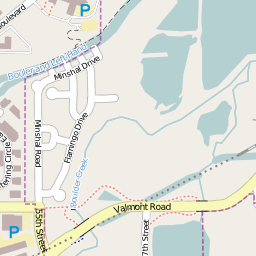 Boulevard
P
Minshal Drive
Minshal Road
Flamingo Drive
Boulder Creek
Valmont Road
55th Street
7th Street
P